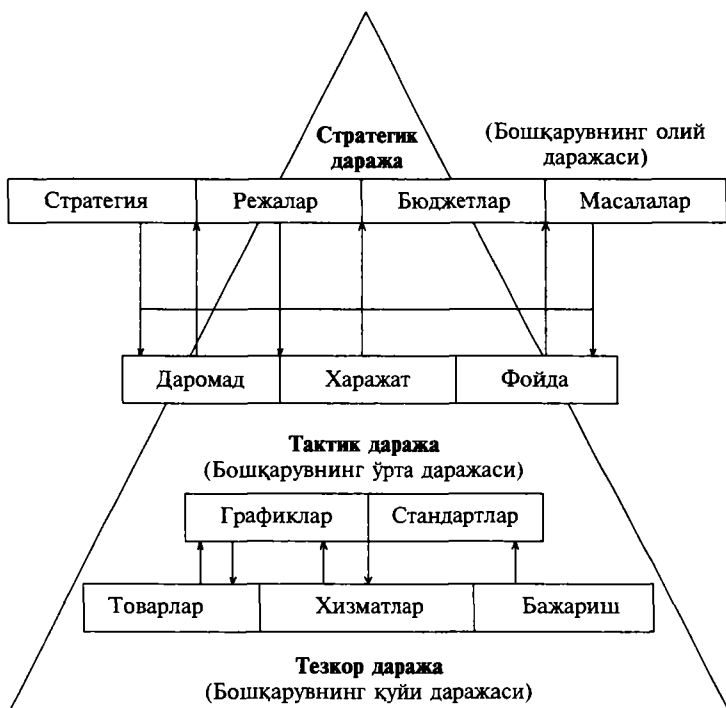 Стратегик
даража
(Бошқарувнинг олий
даражаси)
Стратегия Режалар Бюджетлар Масалалар
Даромад Харажат Фойда
Тактик даража
(Бошқарувнинг ўрта даражаси)
Графиклар Стандартлар
Товарлар Хизматлар Бажариш
Тезкор даража
(Бошқарувнинг қуйи даражаси)